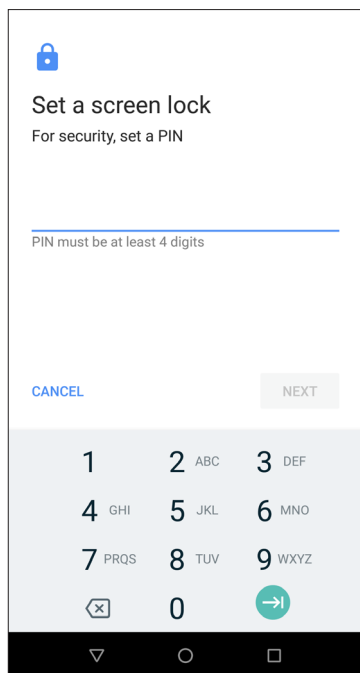 Set a screen lock
For security, set a PIN
PIN must be at least 4 digits
CANCEL NEXT
1 2 ABC 3 DEF
4 GHI 5 JKL 6 MNO
7 PRQS 8 TUV 9 WXYZ
0